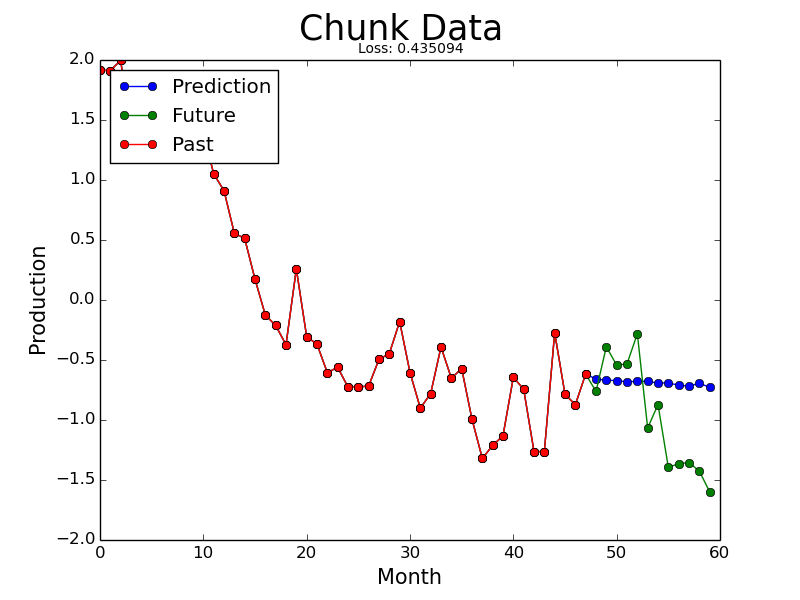 Chunk Data
Loss: 0.435094
Prediction
Future
Past
2.0
1.5
1.0
0.5
0.0
−0.5
−1.0
−1.5
−2.0
Production
0 10 20 30 40 50 60
Month